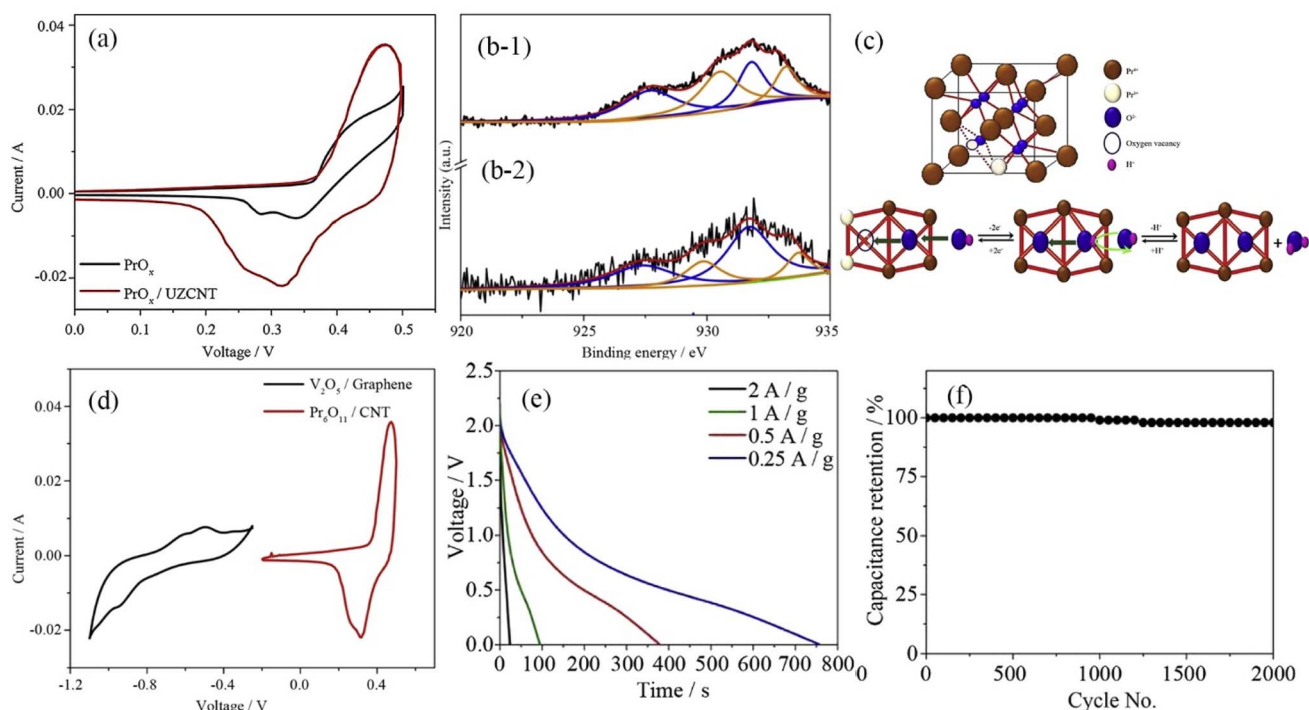 (a)
0.04
0.02
0.00
-0.02
Current / A
PrOₓ
PrOₓ / UZCNT
0.0 0.1 0.2 0.3 0.4 0.5
Voltage / V
(b-1)
(b-2)
Intensity (a.u.)
920 925 930 935
Binding energy / eV
(c)
Pr⁴⁺
Pr³⁺
O²⁻
Oxygen vacancy
H⁺
-2e⁻
+2e⁻
-H⁺
+H⁺
+
(d)
V₂O₅ / Graphene
Pr₆O₁₁ / CNT
0.04
0.02
0.00
-0.02
Current / A
-1.2 -0.6 0.0 0.4
Voltage / V
(e)
2.5
2.0
1.5
1.0
0.5
0.0
Voltage / V
2 A / g
1 A / g
0.5 A / g
0.25 A / g
0 100 200 300 400 500 600 700 800
Time / s
(f)
125
100
75
50
25
0
Capacitance retention / %
0 500 1000 1500 2000
Cycle No.